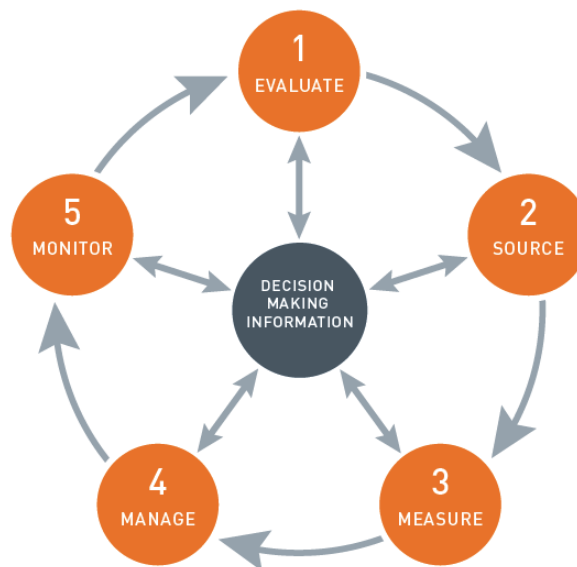 1
EVALUATE
2
SOURCE
3
MEASURE
4
MANAGE
5
MONITOR
DECISION
MAKING
INFORMATION